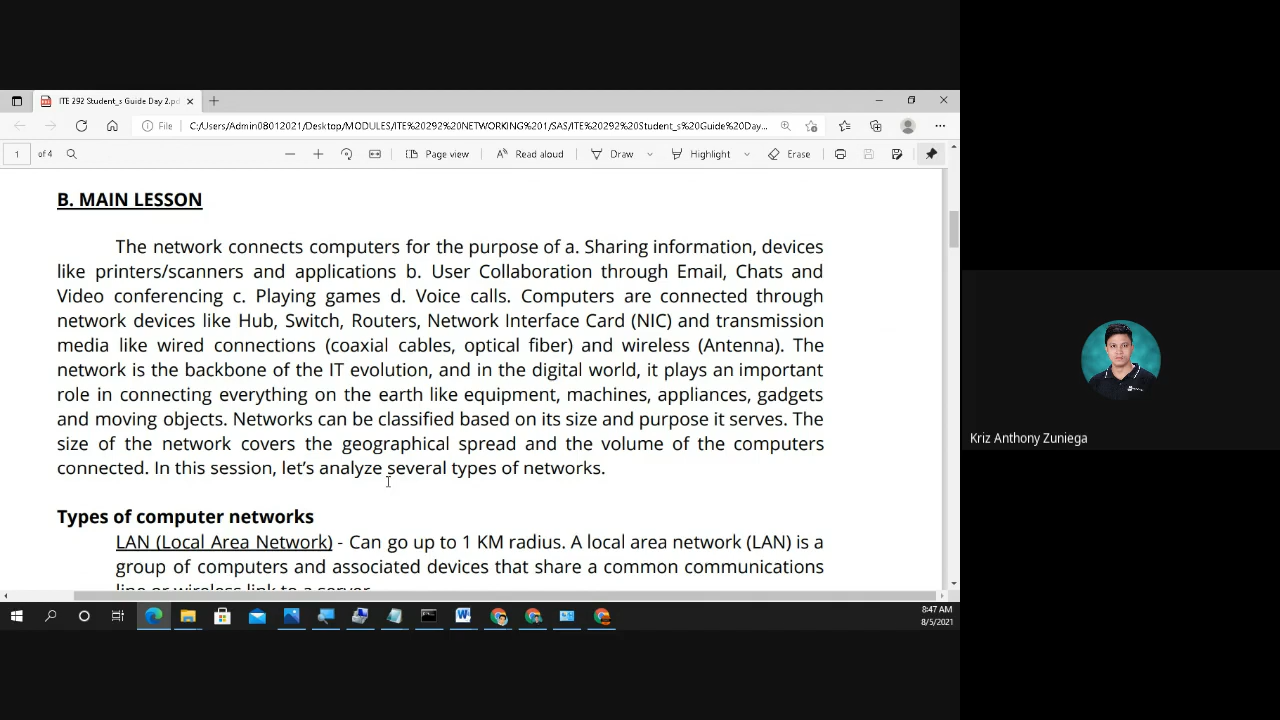 ITE 292 Student_s Guide Day 2.pd
File
C:/Users/Admin08012021/Desktop/MODULES/ITE%20292%20NETWORKING%201/SAS/ITE%20292%20Student_s%20Guide%20Day...
1 of 4
Page view
Read aloud
Draw
Highlight
Erase
B. MAIN LESSON
The network connects computers for the purpose of a. Sharing information, devices
like printers/scanners and applications b. User Collaboration through Email, Chats and
Video conferencing c. Playing games d. Voice calls. Computers are connected through
network devices like Hub, Switch, Routers, Network Interface Card (NIC) and transmission
media like wired connections (coaxial cables, optical fiber) and wireless (Antenna). The
network is the backbone of the IT evolution, and in the digital world, it plays an important
role in connecting everything on the earth like equipment, machines, appliances, gadgets
and moving objects. Networks can be classified based on its size and purpose it serves. The
size of the network covers the geographical spread and the volume of the computers
connected. In this session, let's analyze several types of networks.
Types of computer networks
LAN (Local Area Network) - Can go up to 1 KM radius. A local area network (LAN) is a
group of computers and associated devices that share a common communications
line or wireless link to a server.
Kriz Anthony Zuniega
8:47 AM
8/5/2021